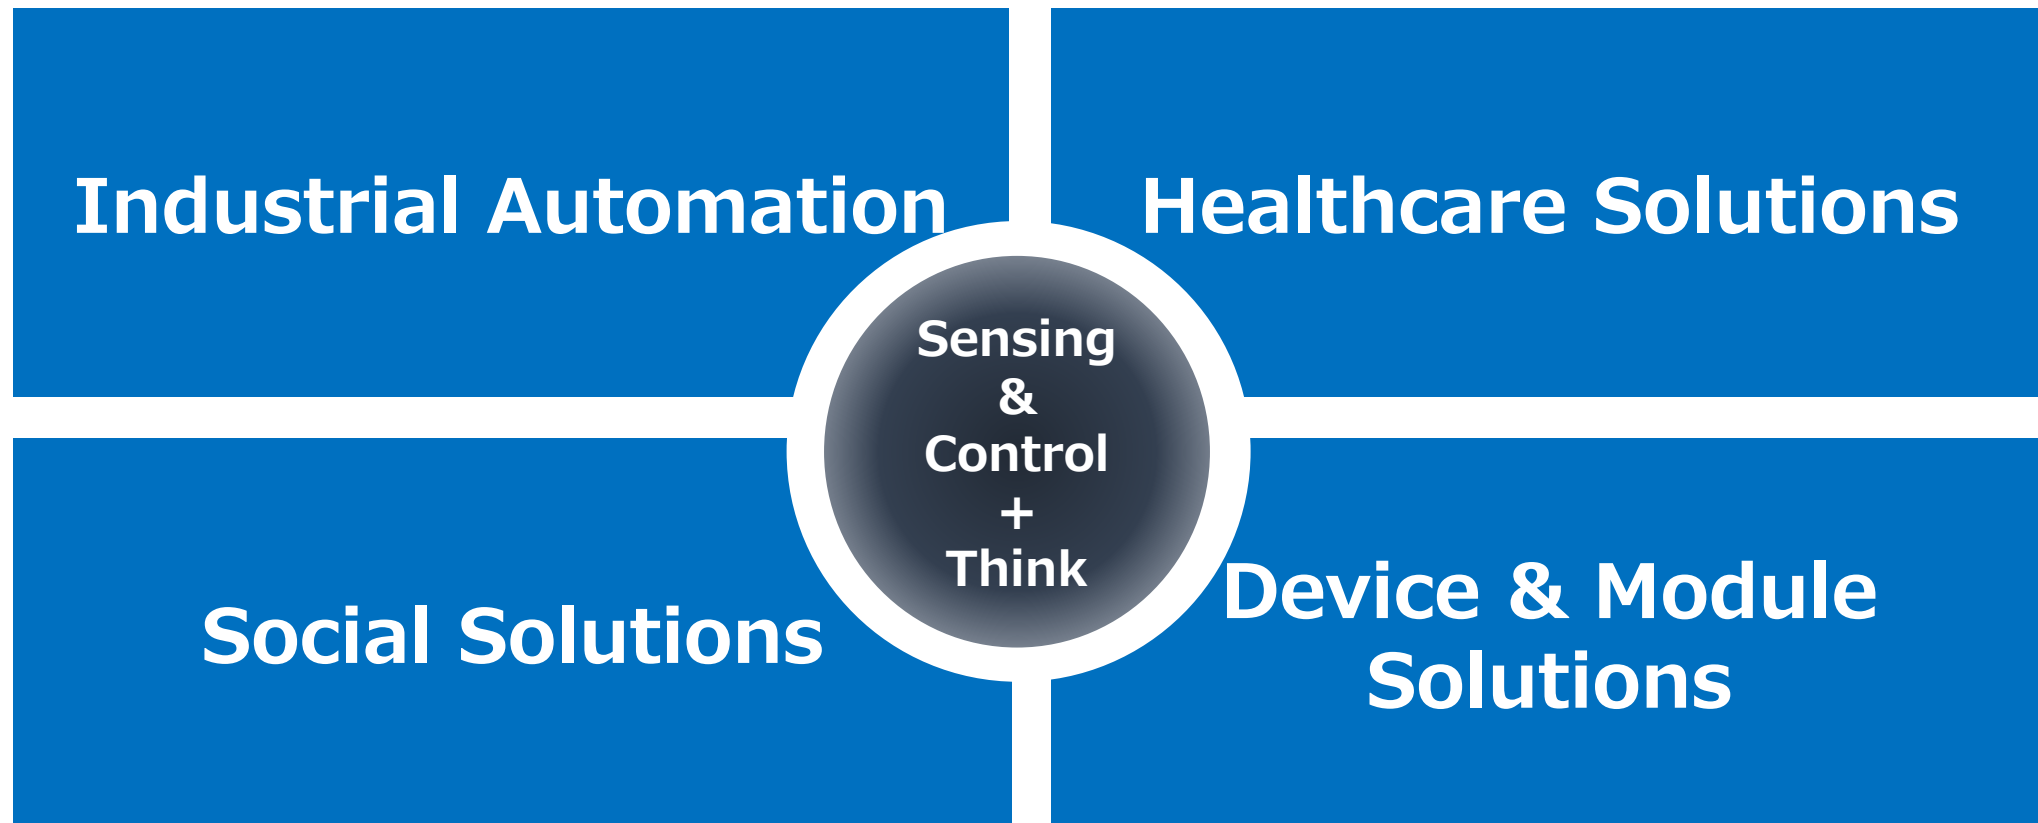 Industrial Automation
Healthcare Solutions
Sensing
&
Control
+
Think
Social Solutions
Device & Module
Solutions